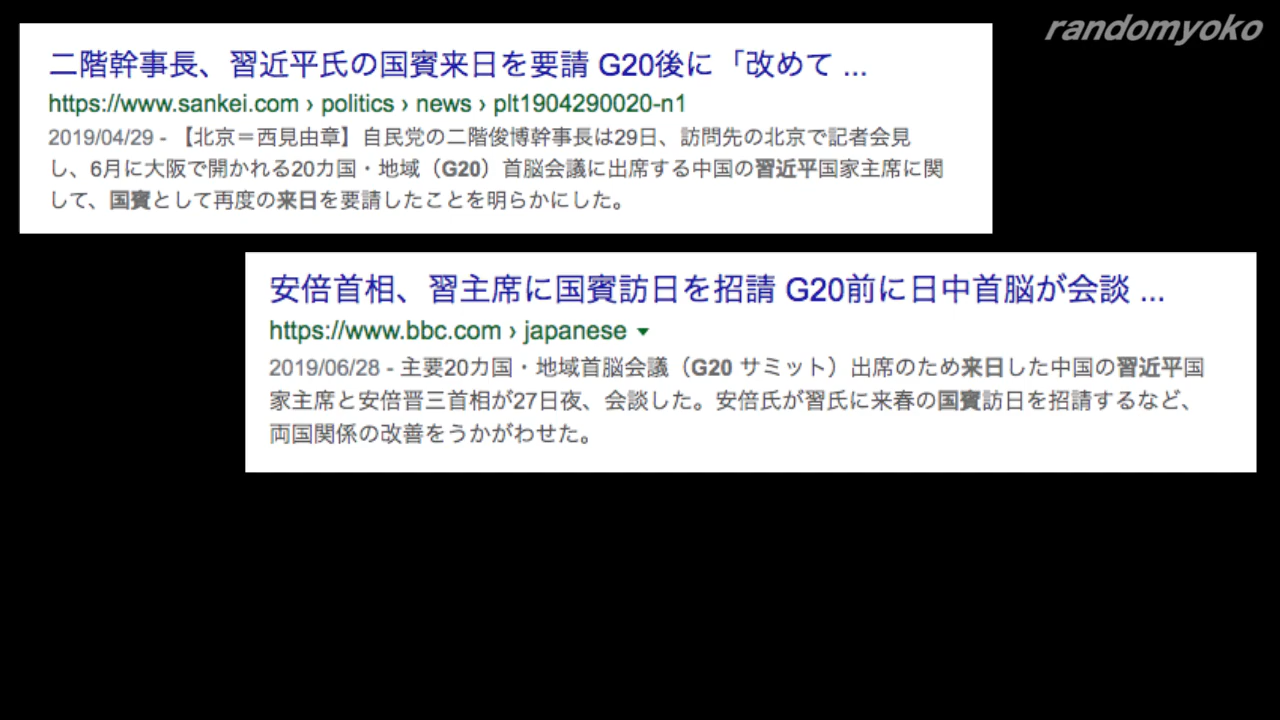 randomyoko
二階幹事長、習近平氏の国賓来日を要請 G20後に「改めて ...
https://www.sankei.com › politics › news › plt1904290020-n1
2019/04/29 - 【北京＝西見由章】自民党の二階俊博幹事長は29日、訪問先の北京で記者会見
し、6月に大阪で開かれる20カ国・地域（G20）首脳会議に出席する中国の習近平国家主席に関
して、国賓として再度の来日を要請したことを明らかにした。
安倍首相、習主席に国賓訪日を招請 G20前に日中首脳が会談 ...
https://www.bbc.com › japanese
2019/06/28 - 主要20カ国・地域首脳会議（G20 サミット）出席のため来日した中国の習近平国
家主席と安倍晋三首相が27日夜、会談した。安倍氏が習氏に来春の国賓訪日を招請するなど、
両国関係の改善をうかがわせた。